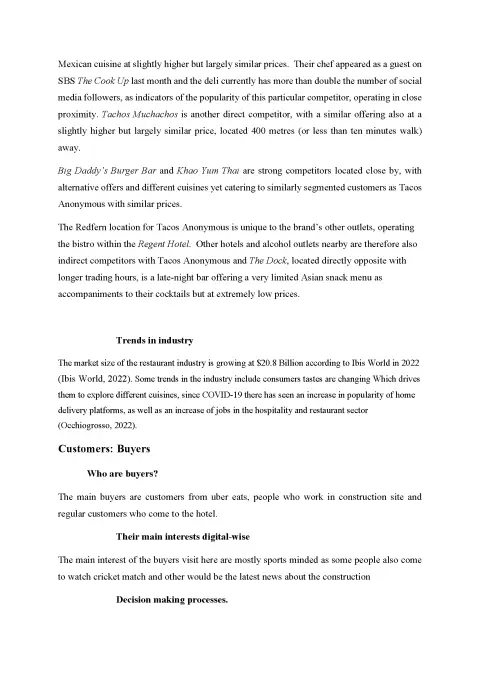 Mexican cuisine at slightly higher but largely similar prices.  Their chef appeared as a guest on
SBS The Cook Up last month and the deli currently has more than double the number of social
media followers, as indicators of the popularity of this particular competitor, operating in close
proximity. Tachos Muchachos is another direct competitor, with a similar offering also at a
slightly higher but largely similar price, located 400 metres (or less than ten minutes walk)
away.
Big Daddy's Burger Bar and Khao Yum Thai are strong competitors located close by, with
alternative offers and different cuisines yet catering to similarly segmented customers as Tacos
Anonymous with similar prices.
The Redfern location for Tacos Anonymous is unique to the brand's other outlets, operating
the bistro within the Regent Hotel.  Other hotels and alcohol outlets nearby are therefore also
indirect competitors with Tacos Anonymous and The Dock, located directly opposite with
longer trading hours, is a late-night bar offering a very limited Asian snack menu as
accompaniments to their cocktails but at extremely low prices.
Trends in industry
The market size of the restaurant industry is growing at $20.8 Billion according to Ibis World in 2022
(Ibis World, 2022). Some trends in the industry include consumers tastes are changing Which drives
them to explore different cuisines, since COVID-19 there has seen an increase in popularity of home
delivery platforms, as well as an increase of jobs in the hospitality and restaurant sector
(Occhiogrosso, 2022).
Customers: Buyers
Who are buyers?
The main buyers are customers from uber eats, people who work in construction site and
regular customers who come to the hotel.
Their main interests digital-wise
The main interest of the buyers visit here are mostly sports minded as some people also come
to watch cricket match and other would be the latest news about the construction
Decision making processes.